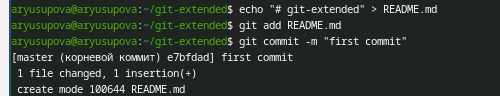 aryusupova@aryusupova:~/git-extended$ echo "# git-extended" > README.md
aryusupova@aryusupova:~/git-extended$ git add README.md
aryusupova@aryusupova:~/git-extended$ git commit -m "first commit"
[master (корневой коммит) e7bfdad] first commit
 1 file changed, 1 insertion(+)
 create mode 100644 README.md